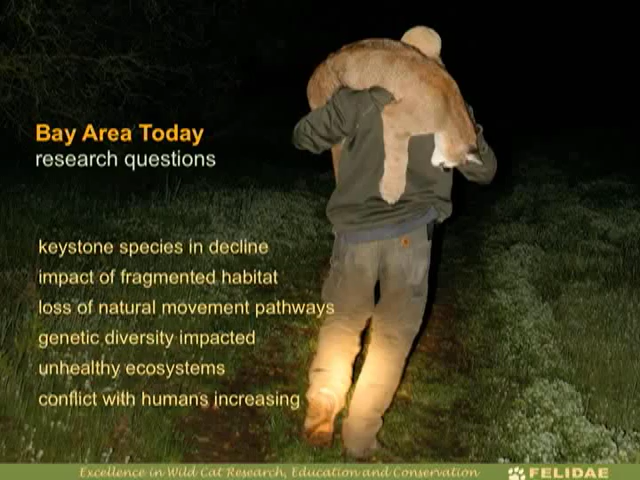 Bay Area Today
research questions
keystone species in decline
impact of fragmented habitat
loss of natural movement pathways
genetic diversity impacted
unhealthy ecosystems
conflict with humans increasing
Excellence in Wild Cat Research, Education and Conservation
FELIDAE